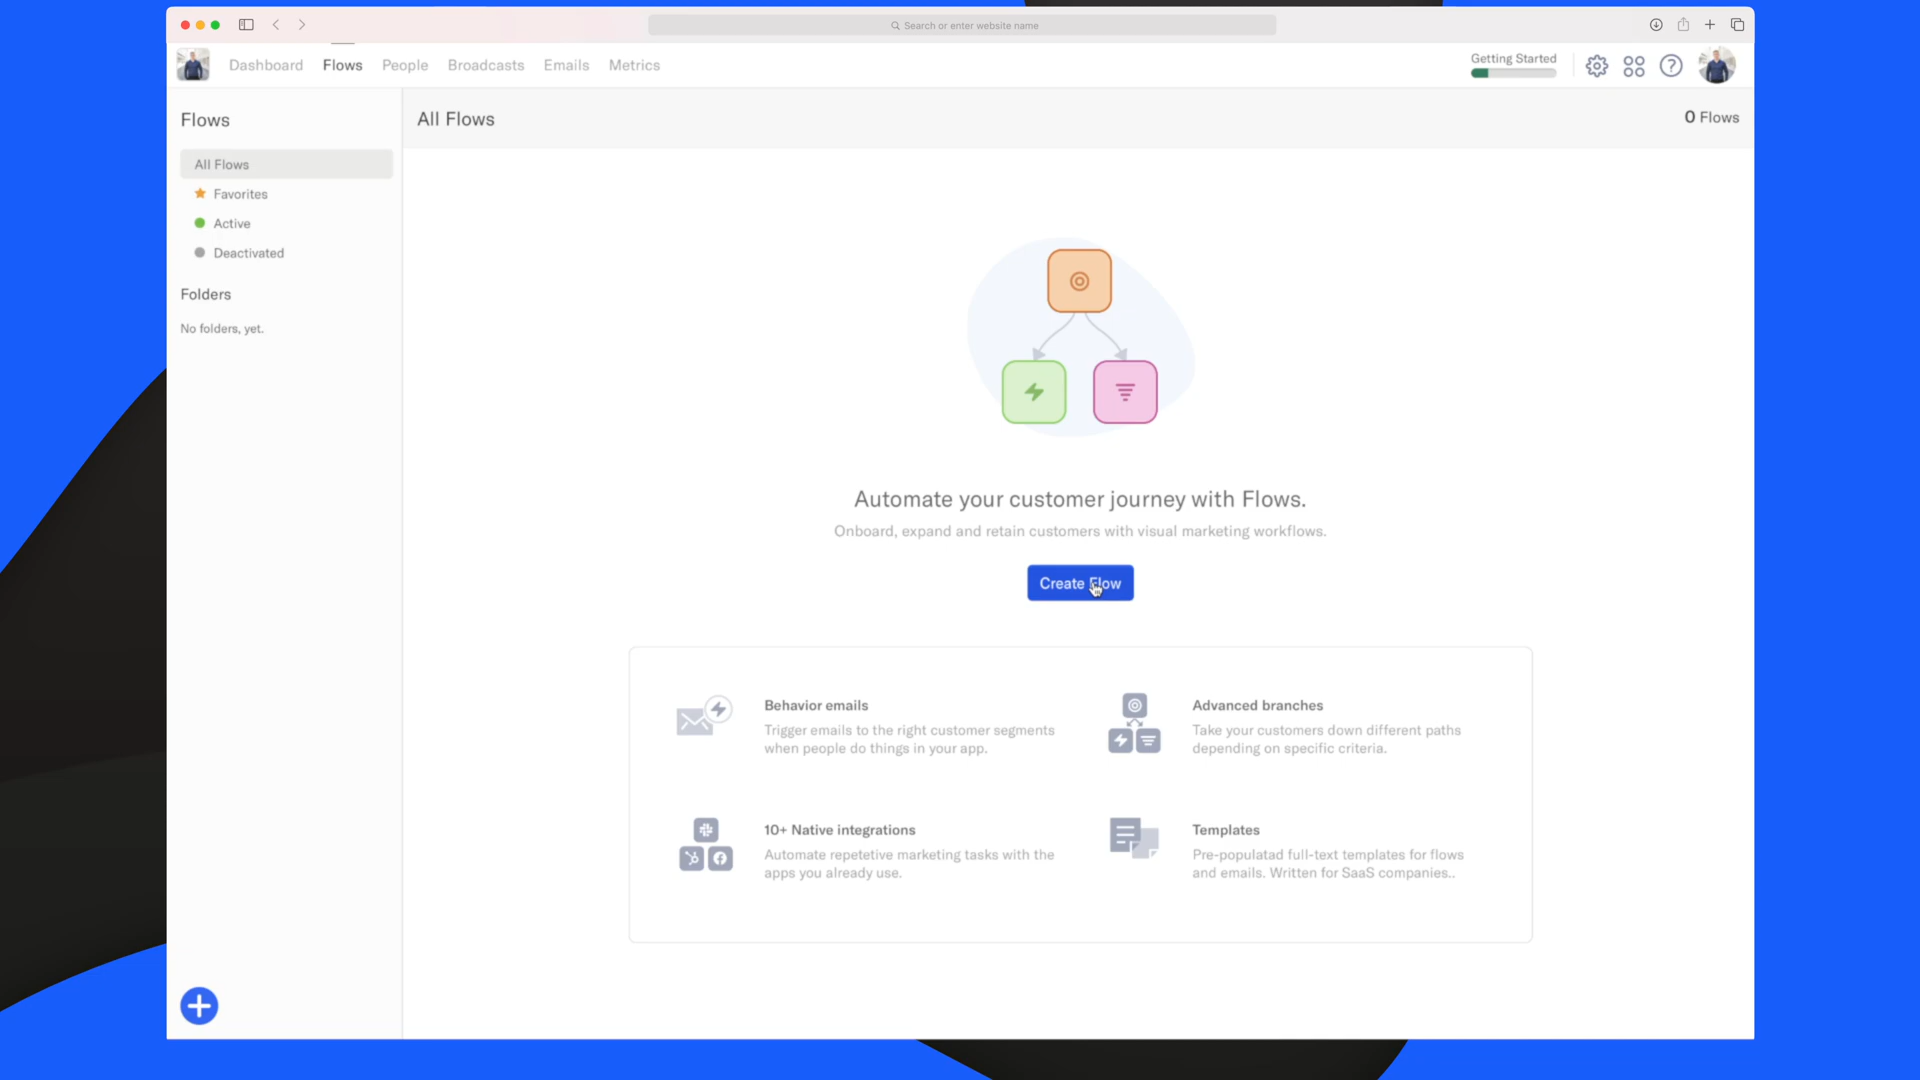 Search or enter website name
Dashboard Flows People Broadcasts Emails Metrics
Getting Started
Flows
All Flows
Favorites
Active
Deactivated
Folders
No folders, yet.
All Flows
0 Flows
Automate your customer journey with Flows.
Onboard, expand and retain customers with visual marketing workflows.
Create Flow
Behavior emails
Trigger emails to the right customer segments
when people do things in your app.
Advanced branches
Take your customers down different paths
depending on specific criteria.
10+ Native integrations
Automate repetetive marketing tasks with the
apps you already use.
Templates
Pre-populatad full-text templates for flows
and emails. Written for SaaS companies..